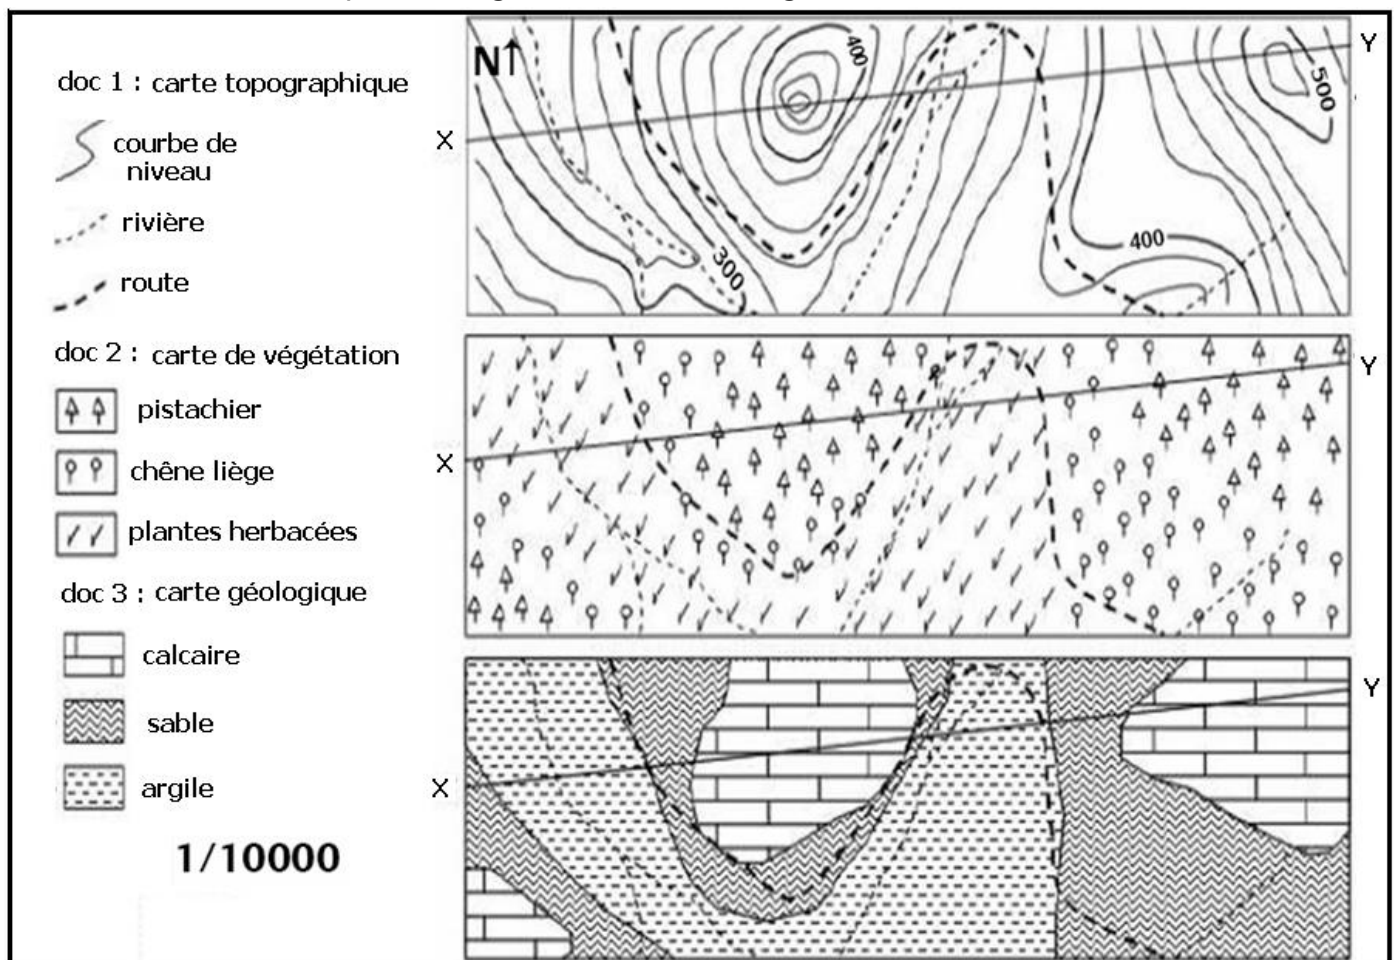 doc 1 : carte topographique
courbe de
niveau
rivière
route
doc 2 : carte de végétation
pistachier
chêne liège
plantes herbacées
doc 3 : carte géologique
calcaire
sable
argile
1/10000
N↑
X
Y
400
500
300
400
X
Y
X
Y